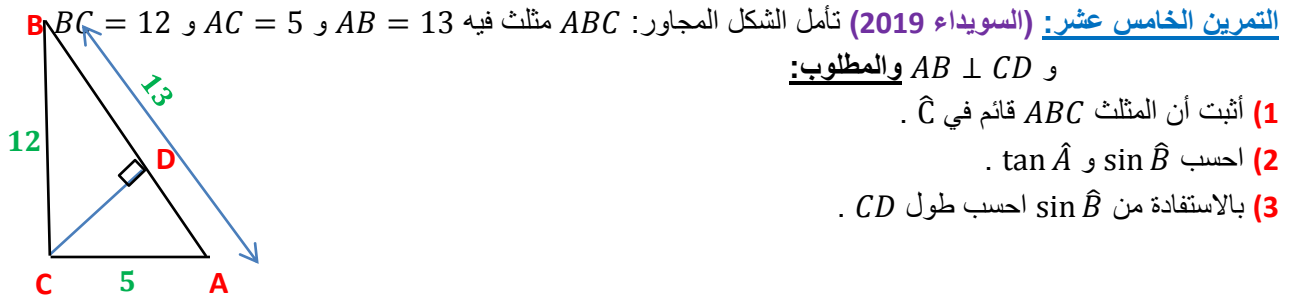 التمرين الخامس عشر: (السويداء 2019) تأمل الشكل المجاور: ABC مثلث فيه AB = 13 و AC = 5 و BC = 12
و AB ⊥ CD والمطلوب:
1) أثبت أن المثلث ABC قائم في Ĉ .
2) احسب sin B̂ و tan Â .
3) بالاستفادة من sin B̂ احسب طول CD .
B
13
12
D
C
5
A